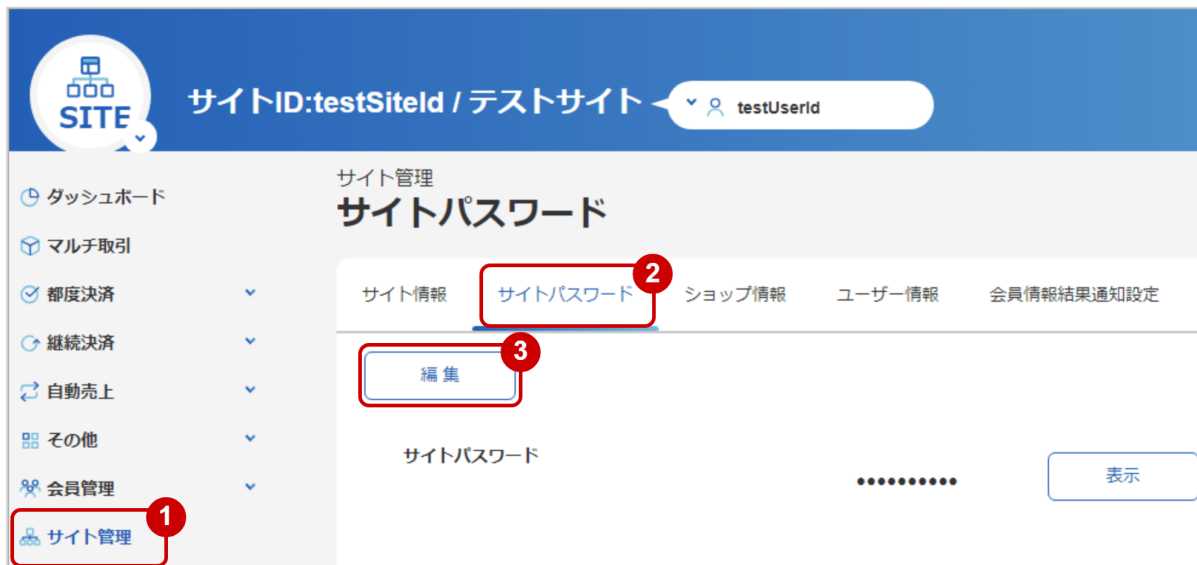 SITE
サイトID:testSiteId / テストサイト
testUserId
ダッシュボード
マルチ取引
都度決済
継続決済
自動売上
その他
会員管理
1
サイト管理
サイト管理
サイトパスワード
2
サイト情報 サイトパスワード ショップ情報 ユーザー情報 会員情報結果通知設定
3
編集
サイトパスワード
••••••••••
表示